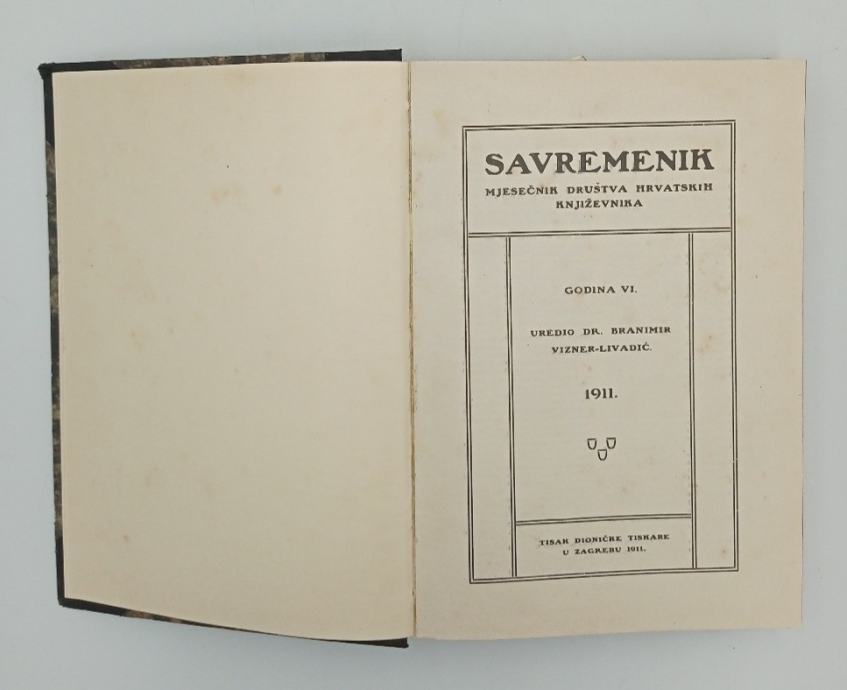 SAVREMENIK
MJESEČNIK DRUŠTVA HRVATSKIH
KNJIŽEVNIKA
GODINA VI.
UREDIO DR. BRANIMIR
VIZNER-LIVADIĆ.
1911.
TISAK DIONIČKE TISKARE
U ZAGREBU 1911.